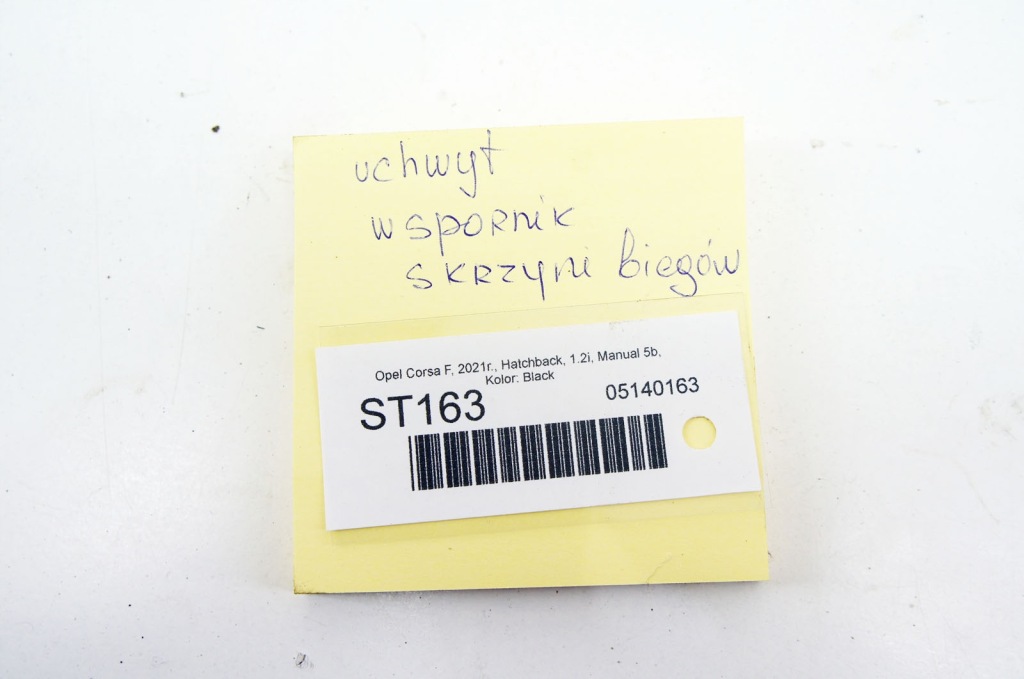 uchwyt
wspornik
skrzyni biegów
Opel Corsa F, 2021r., Hatchback, 1.2i, Manual 5b,
Kolor: Black
ST163
05140163